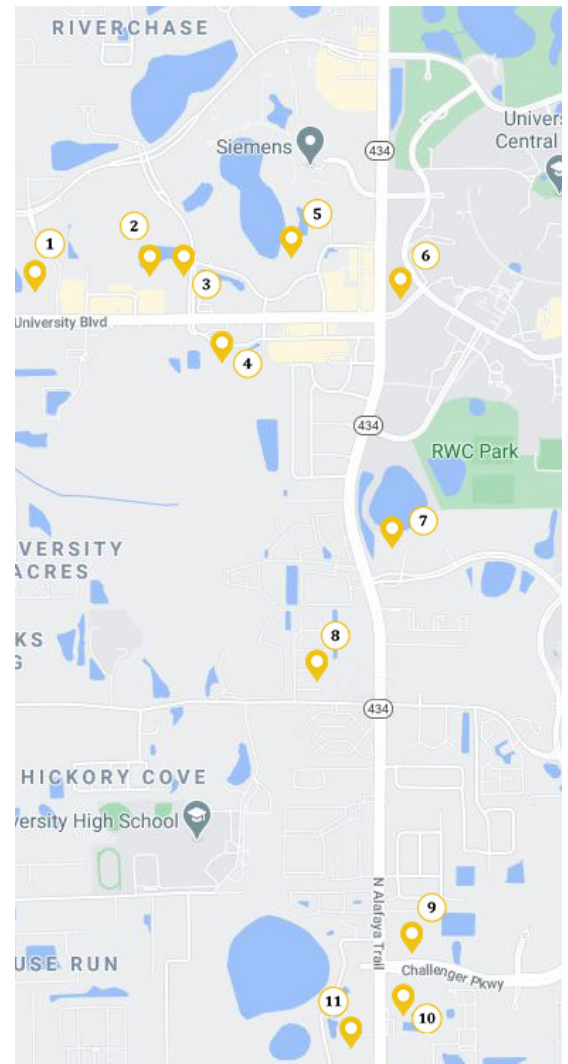 RIVERCHASE
Siemens
434
Univers
Central
1
2
3
5
6
University Blvd
4
434
RWC Park
7
VERSITY
ACRES
KS
G
8
434
HICKORY COVE
versity High School
N Alafaya Trail
9
USE RUN
Challenger Pkwy
11
10